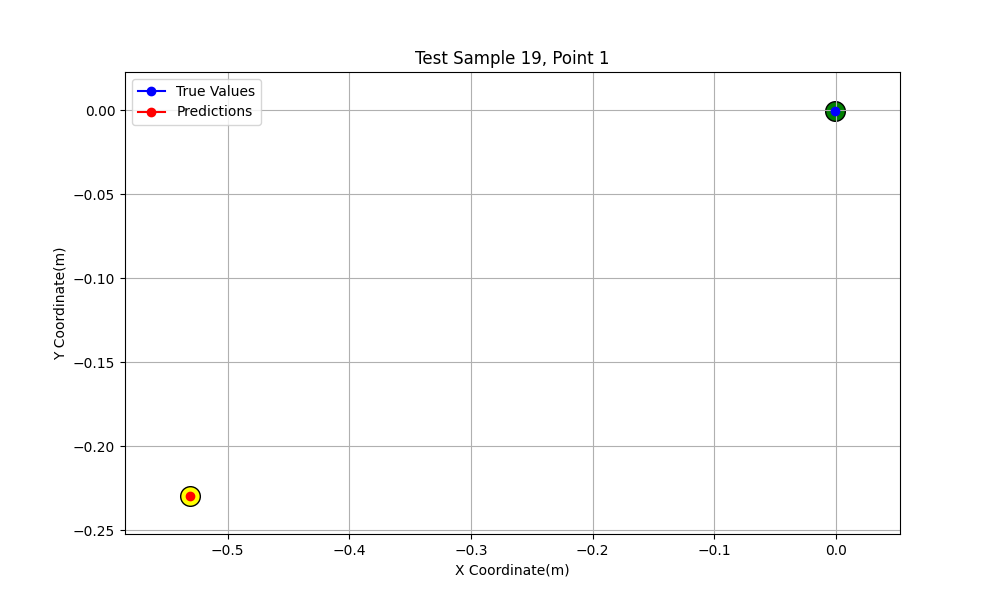 Test Sample 19, Point 1
True Values
Predictions
0.00
−0.05
−0.10
−0.15
−0.20
−0.25
Y Coordinate(m)
−0.5 −0.4 −0.3 −0.2 −0.1 0.0
X Coordinate(m)